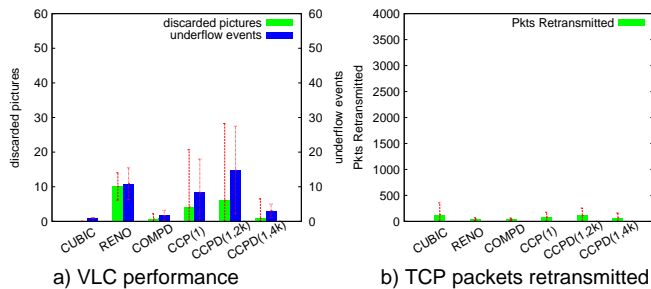 discarded pictures
underflow events
60
50
40
30
20
10
0
discarded pictures
60
50
40
30
20
10
0
underflow events
CUBIC
RENO
COMPD
CCP(1)
CCPD(1,2k)
CCPD(1,4k)
a) VLC performance
Pkts Retransmitted
4000
3500
3000
2500
2000
1500
1000
500
0
Pkts Retransmitted
CUBIC
RENO
COMPD
CCP(1)
CCPD(1,2k)
CCPD(1,4k)
b) TCP packets retransmitted